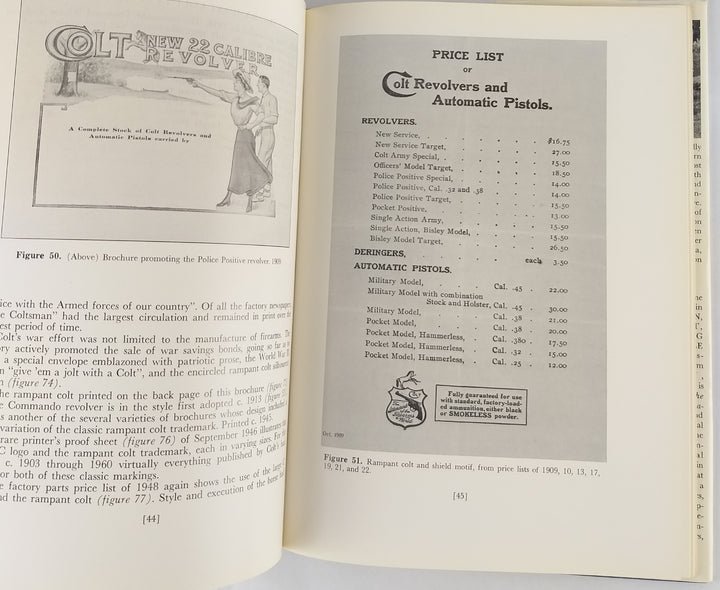 COLT NEW 22 CALIBRE
REVOLVER
A Complete Stock of Colt Revolvers and
Automatic Pistols carried by
Figure 50. (Above) Brochure promoting the Police Positive revolver. 1909
ice with the Armed forces of our country". Of all the factory newspapers
e Coltsman" had the largest circulation and remained in print over the
est period of time.
Colt's war effort was not limited to the manufacture of firearms. The
ory actively promoted the sale of war savings bonds, going so far to
a special envelope emblazoned with patriotic prose, the World War II
n "give 'em a jolt with a Colt", and the encircled rampant colt silhouette
n (figure 74).
he rampant colt printed on the back page of this brochure (figure
e Commando revolver is in the style first adopted c. 1913 (figure
s another of the several varieties of brochures whose design included
variation of the classic rampant colt trademark. Printed c. 1945.
rare printer's proof sheet (figure 76) of September 1946 illustrates
C logo and the rampant colt trademark, each in varying sizes. For
c. 1903 through 1960 virtually everything published by Colt's
or both of these classic markings.
e factory parts price list of 1948 again shows the use of the large
nd the rampant colt (figure 77). Style and execution of the horse
[44]
PRICE LIST
OF
Colt Revolvers and
Automatic Pistols.
REVOLVERS.
New Service, . . . . . . $16.75
New Service Target, . . . . . 27.00
Colt Army Special, . . . . . 15.50
Officers' Model Target, . . . . . 18.50
Police Positive Special, . . . . . 14.00
Police Positive, Cal. .32 and .38 . . . . 14.00
Police Positive Target, . . . . . 15.50
Pocket Positive, . . . . . 13.00
Single Action Army, . . . . . 15.50
Single Action, Bisley Model, . . . . . 15.50
Bisley Model Target, . . . . . 26.50
DERINGERS, . . . . . each 3.50
AUTOMATIC PISTOLS.
Military Model, Cal. .45 . 22.00
Military Model with combination
Stock and Holster, Cal. .45 . 30.00
Military Model, . . . Cal. .38 . 21.00
Pocket Model, . . . Cal. .38 . 20.00
Pocket Model, Hammerless, . Cal. .380 . 17.50
Pocket Model, Hammerless, . Cal. .32 . 15.00
Pocket Model, Hammerless, . Cal. .25 . 12.00
Fully guaranteed for use
with standard, factory-load-
ed ammunition, either black
or SMOKELESS powder.
Oct. 1909
Figure 51. Rampant colt and shield motif, from price lists of 1909, 10, 13, 17,
19, 21, and 22.
[45]